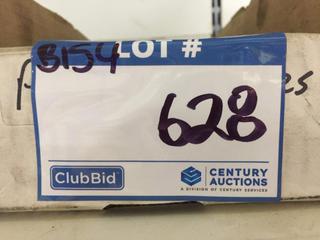 B154
LOT #
628
ClubBid
CENTURY
AUCTIONS
A DIVISION OF CENTURY SERVICES